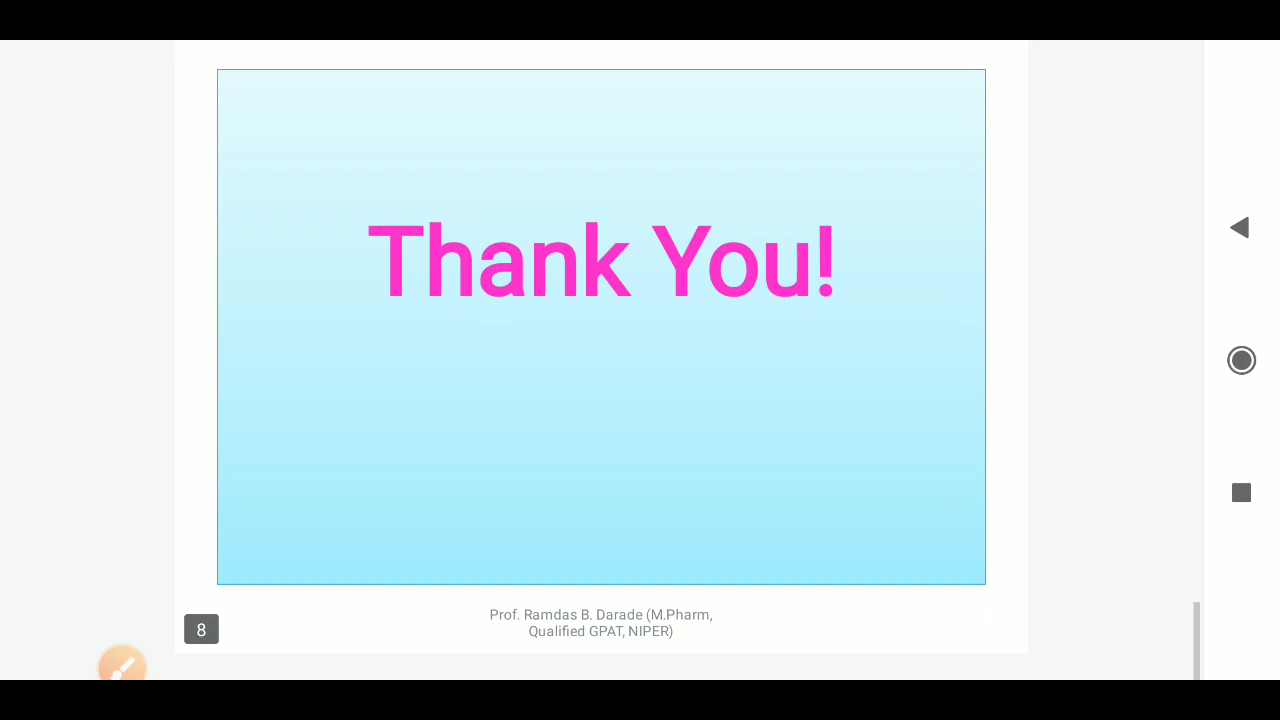 Thank You!
Prof. Ramdas B. Darade (M.Pharm,
Qualified GPAT, NIPER)
8